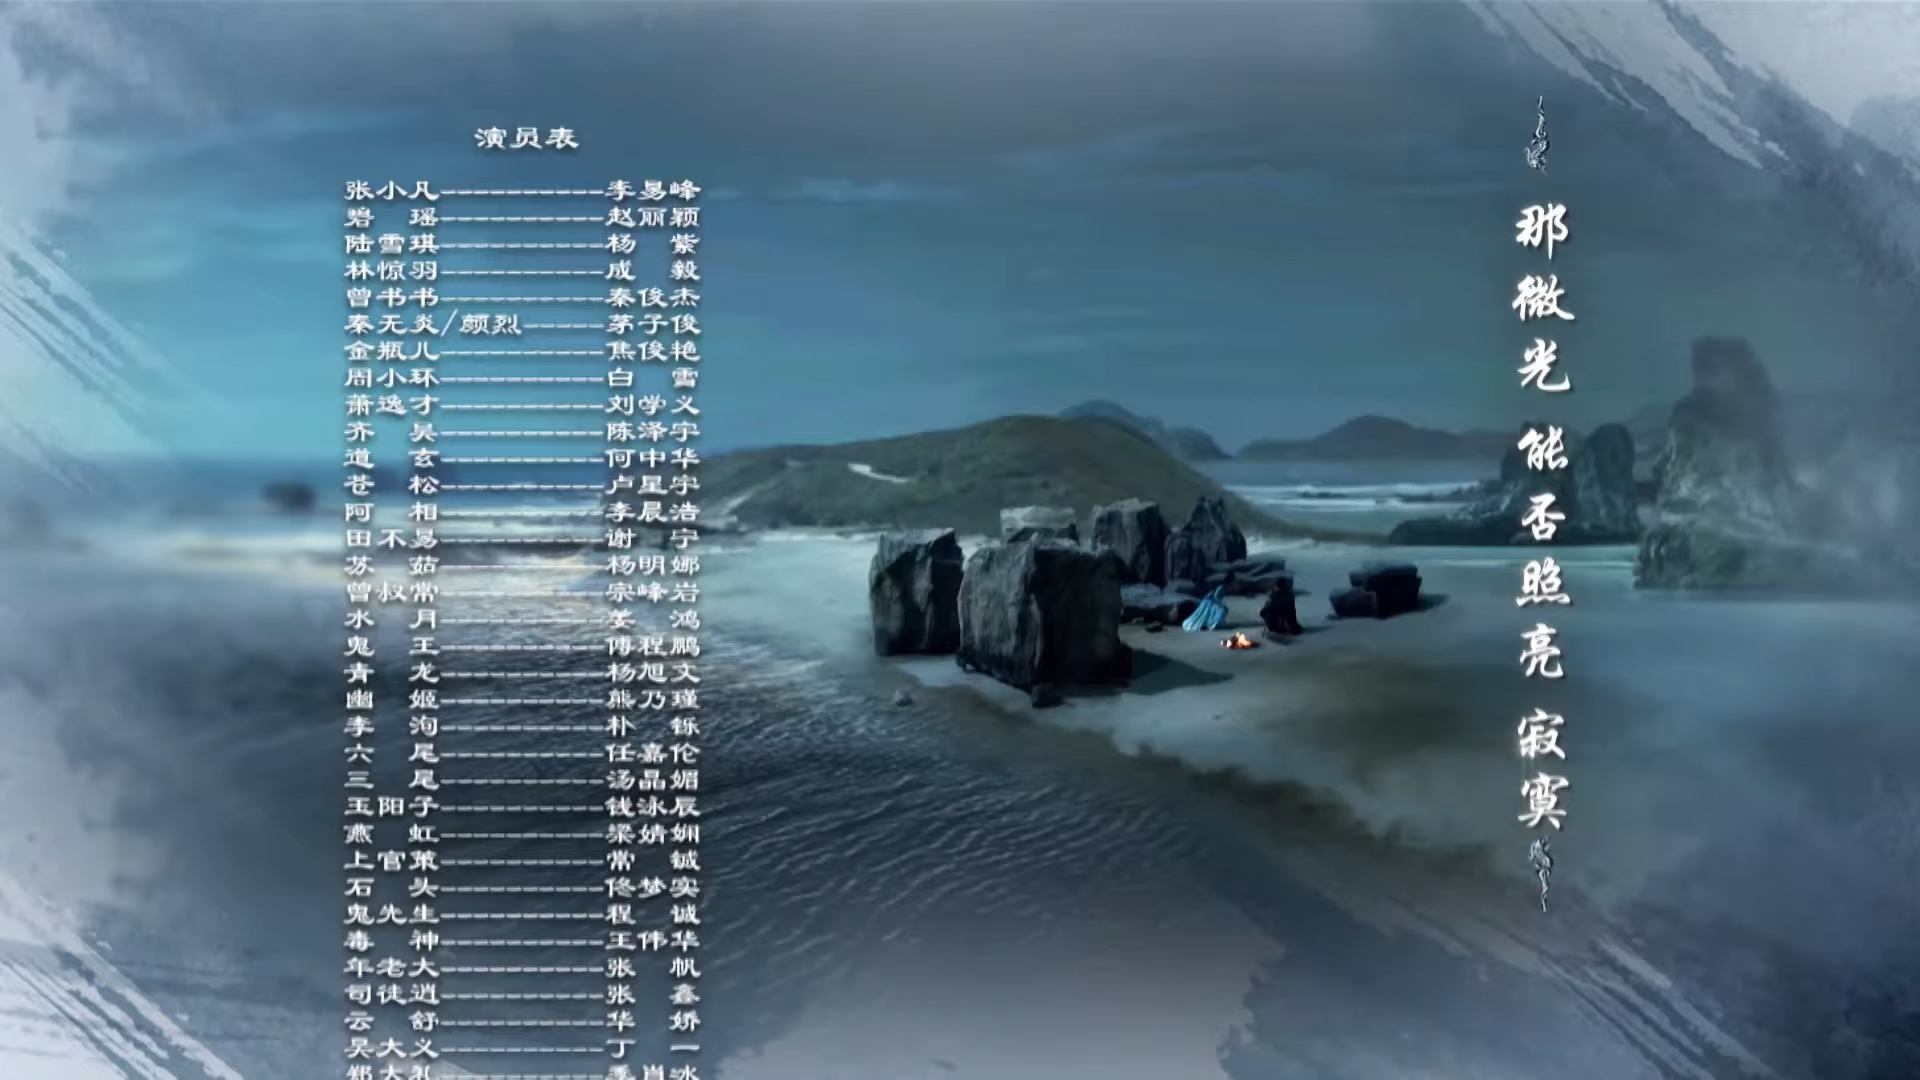 演员表
张小凡----------李易峰
碧　瑶----------赵丽颖
陆雪琪----------杨　紫
林惊羽----------成　毅
曾书书----------秦俊杰
秦无炎/颜烈-----茅子俊
金瓶儿----------焦俊艳
周小环----------白　雪
萧逸才----------刘学义
齐　昊----------陈泽宇
道　玄----------何中华
苍　松----------卢星宇
阿　相----------李晨浩
田不易----------谢　宁
苏　茹----------杨明娜
曾叔常----------宗峰岩
水　月----------姜　鸿
鬼　王----------傅程鹏
青　龙----------杨旭文
幽　姬----------熊乃瑾
李　洵----------朴　铄
六　尾----------任嘉伦
三　尾----------汤晶媚
玉阳子----------钱泳辰
燕　虹----------梁婧娴
上官策----------常　铖
石　头----------佟梦实
鬼先生----------程　诚
毒　神----------王伟华
年老大----------张　帆
司徒逍----------张　鑫
云　舒----------华　娇
吴大义----------丁　一
郑大礼----------季肖冰
那微光 能否照亮 寂寞